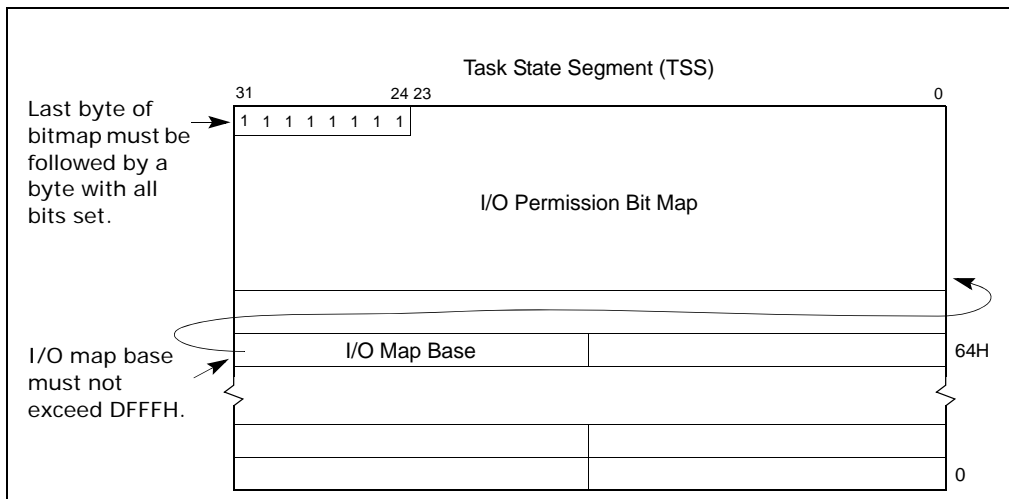 Task State Segment (TSS)
31 24 23 0
Last byte of
bitmap must be
followed by a
byte with all
bits set.
1 1 1 1 1 1 1 1
I/O Permission Bit Map
I/O map base
must not
exceed DFFFH.
I/O Map Base
64H
0